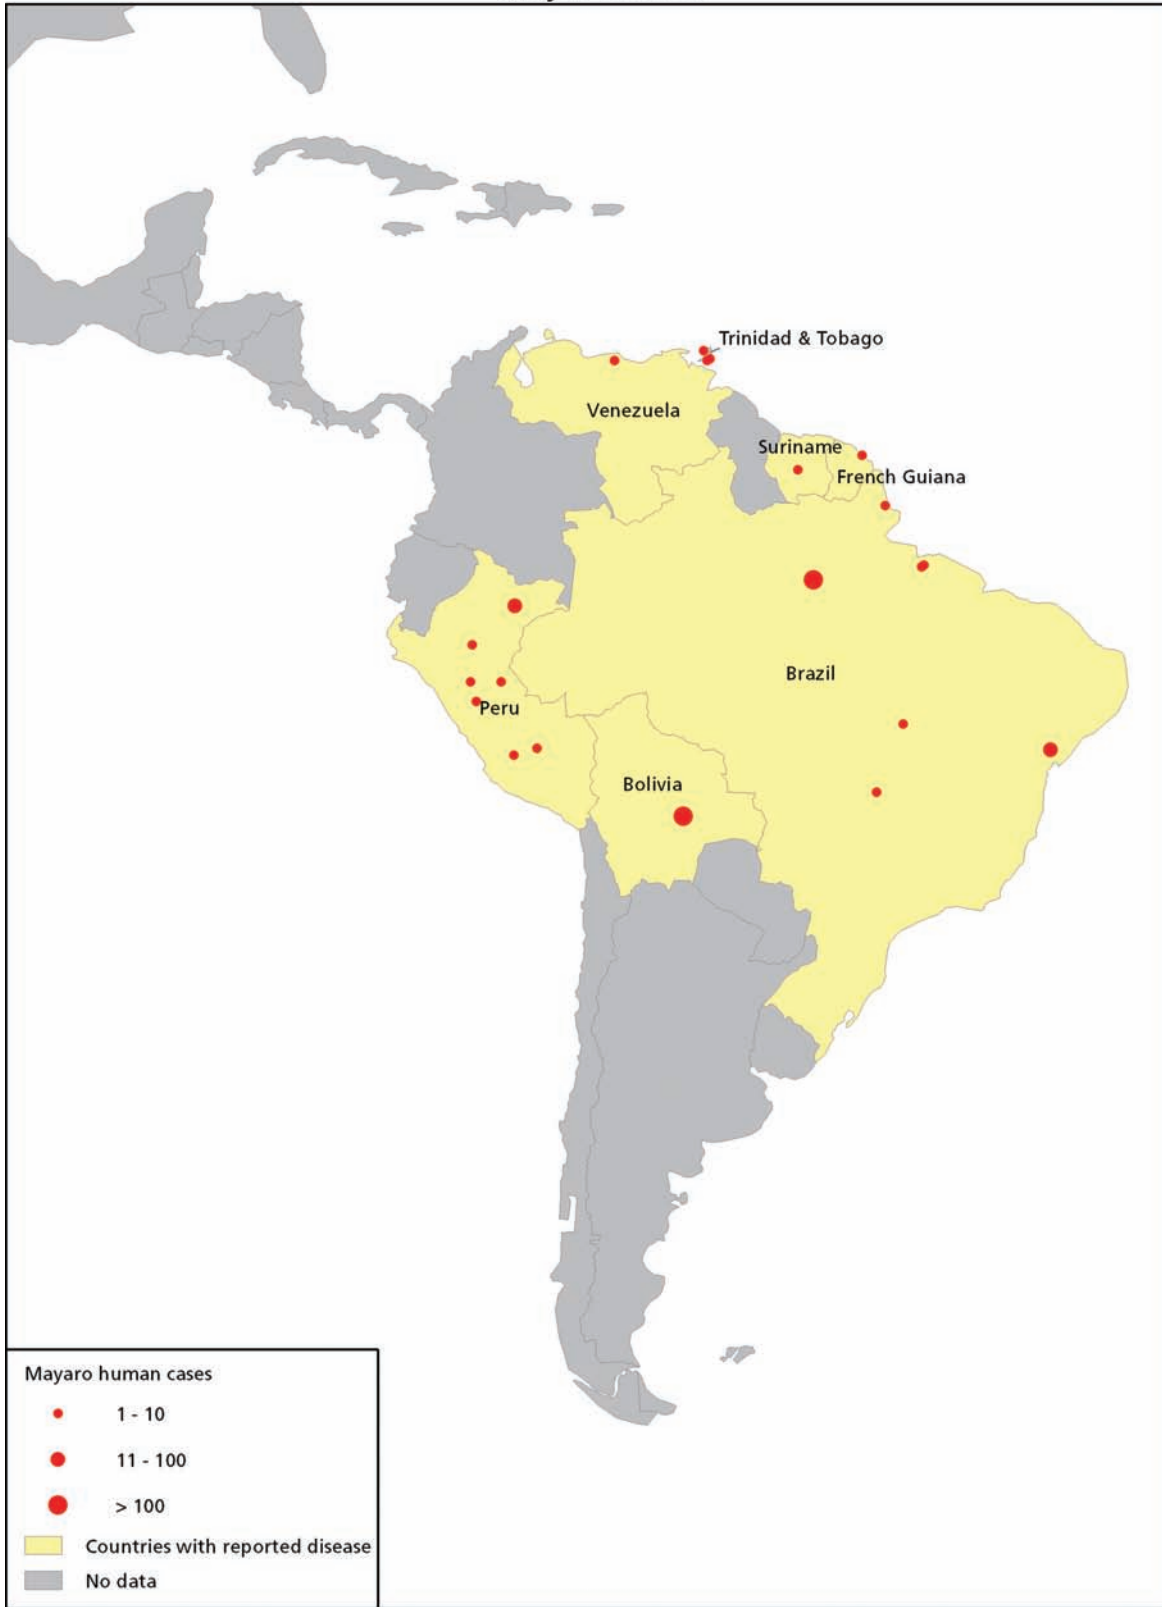 Trinidad & Tobago
Venezuela
Suriname
French Guiana
Brazil
Peru
Bolivia
Mayaro human cases
1 - 10
11 - 100
> 100
Countries with reported disease
No data